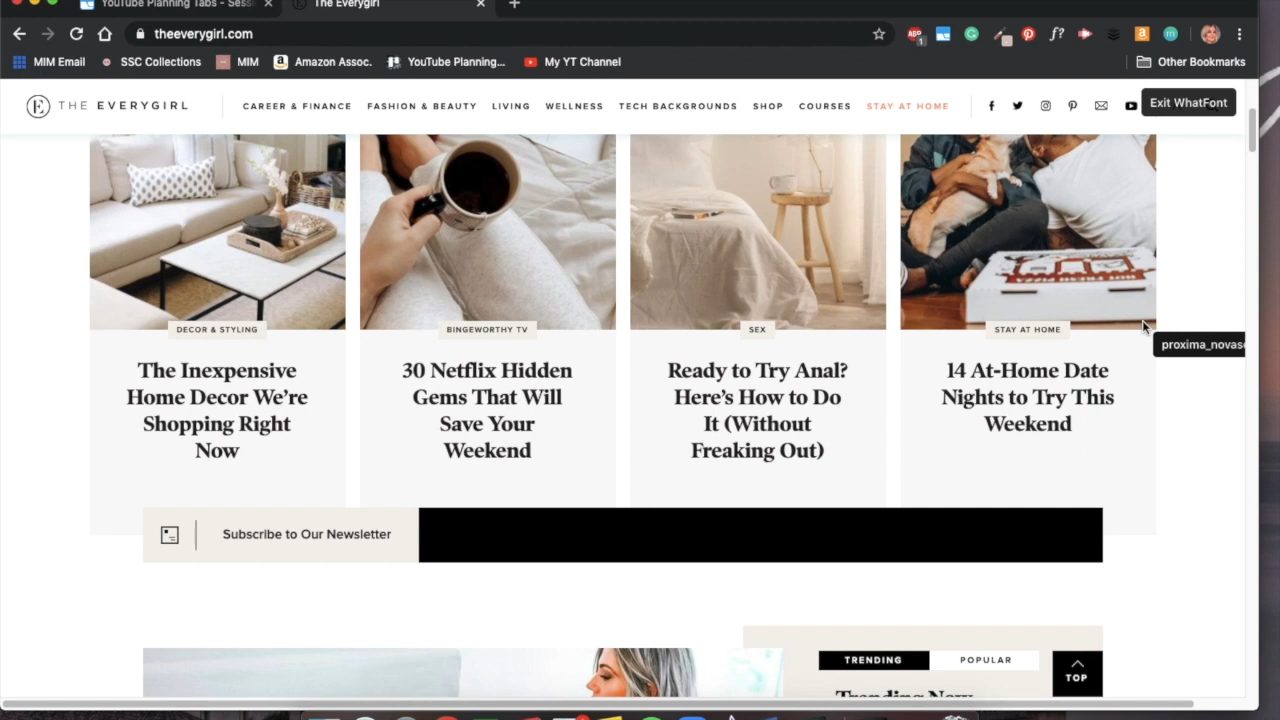 YouTube Planning Tabs - Sessi
The Everygirl
theeverygirl.com
MIM Email
SSC Collections
MIM
Amazon Assoc.
YouTube Planning...
My YT Channel
Other Bookmarks
THE EVERYGIRL
CAREER & FINANCE
FASHION & BEAUTY
LIVING
WELLNESS
TECH BACKGROUNDS
SHOP
COURSES
STAY AT HOME
Exit WhatFont
DECOR & STYLING
The Inexpensive
Home Decor We're
Shopping Right
Now
BINGEWORTHY TV
30 Netflix Hidden
Gems That Will
Save Your
Weekend
SEX
Ready to Try Anal?
Here's How to Do
It (Without
Freaking Out)
STAY AT HOME
14 At-Home Date
Nights to Try This
Weekend
proxima_novas
Subscribe to Our Newsletter
TRENDING
POPULAR
Trending Now
TOP